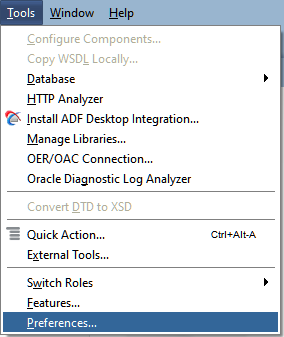 Tools Window Help
Configure Components...
Copy WSDL Locally...
Database
HTTP Analyzer
Install ADF Desktop Integration...
Manage Libraries...
OER/OAC Connection...
Oracle Diagnostic Log Analyzer
Convert DTD to XSD
Quick Action... Ctrl+Alt-A
External Tools...
Switch Roles
Features...
Preferences...